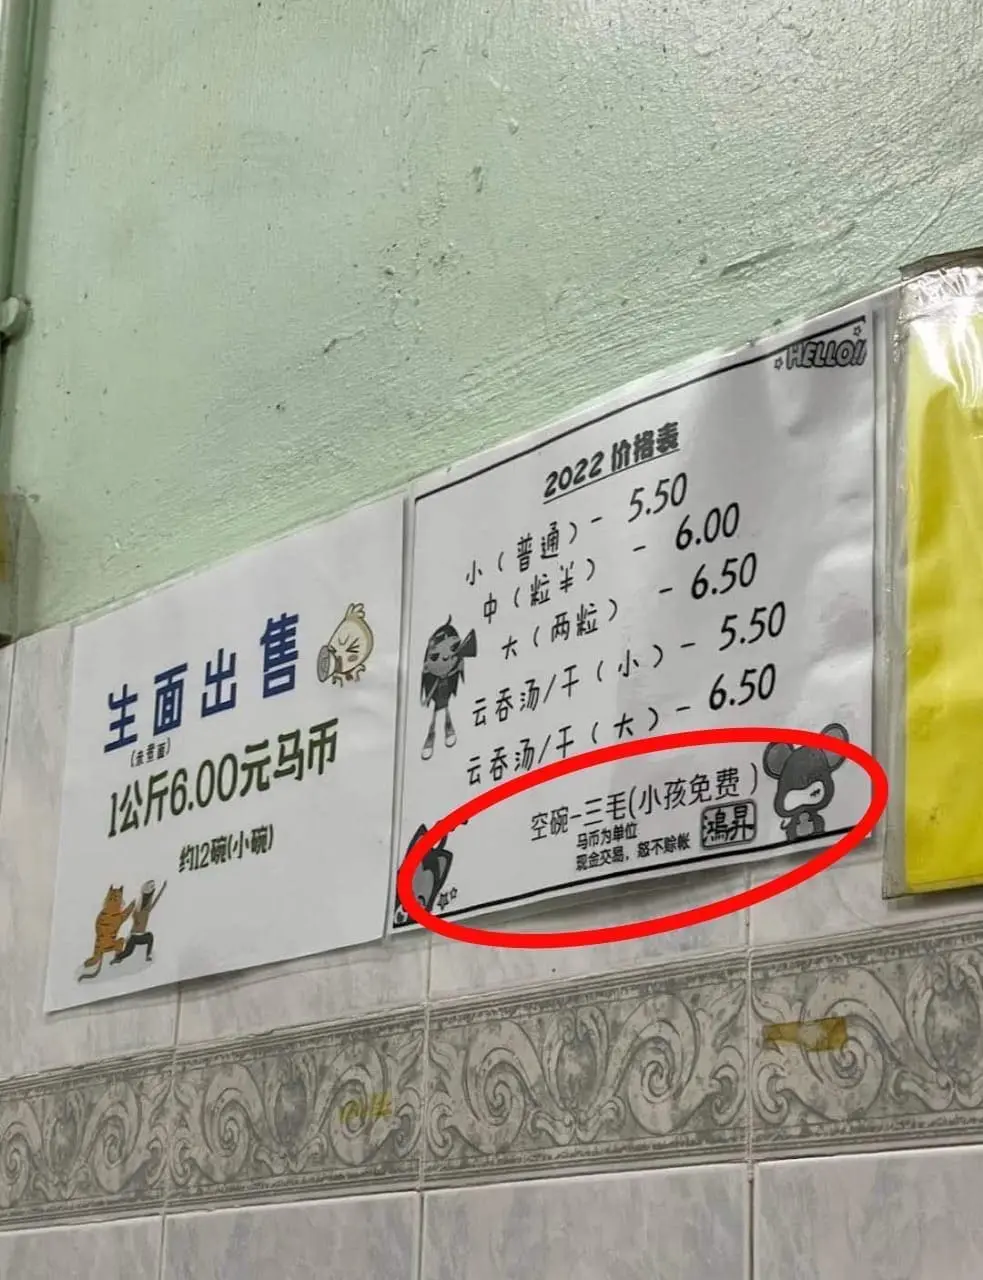 生面出售
(未煮面)
1公斤6.00元马币
约12碗(小碗)
HELLO!!
2022 价格表
小（普通）- 5.50
中（粒半） - 6.00
大（两粒） - 6.50
云吞汤/干（小）- 5.50
云吞汤/干（大）- 6.50
空碗-三毛(小孩免费)
马币为单位
现金交易，怒不赊帐
鴻昇